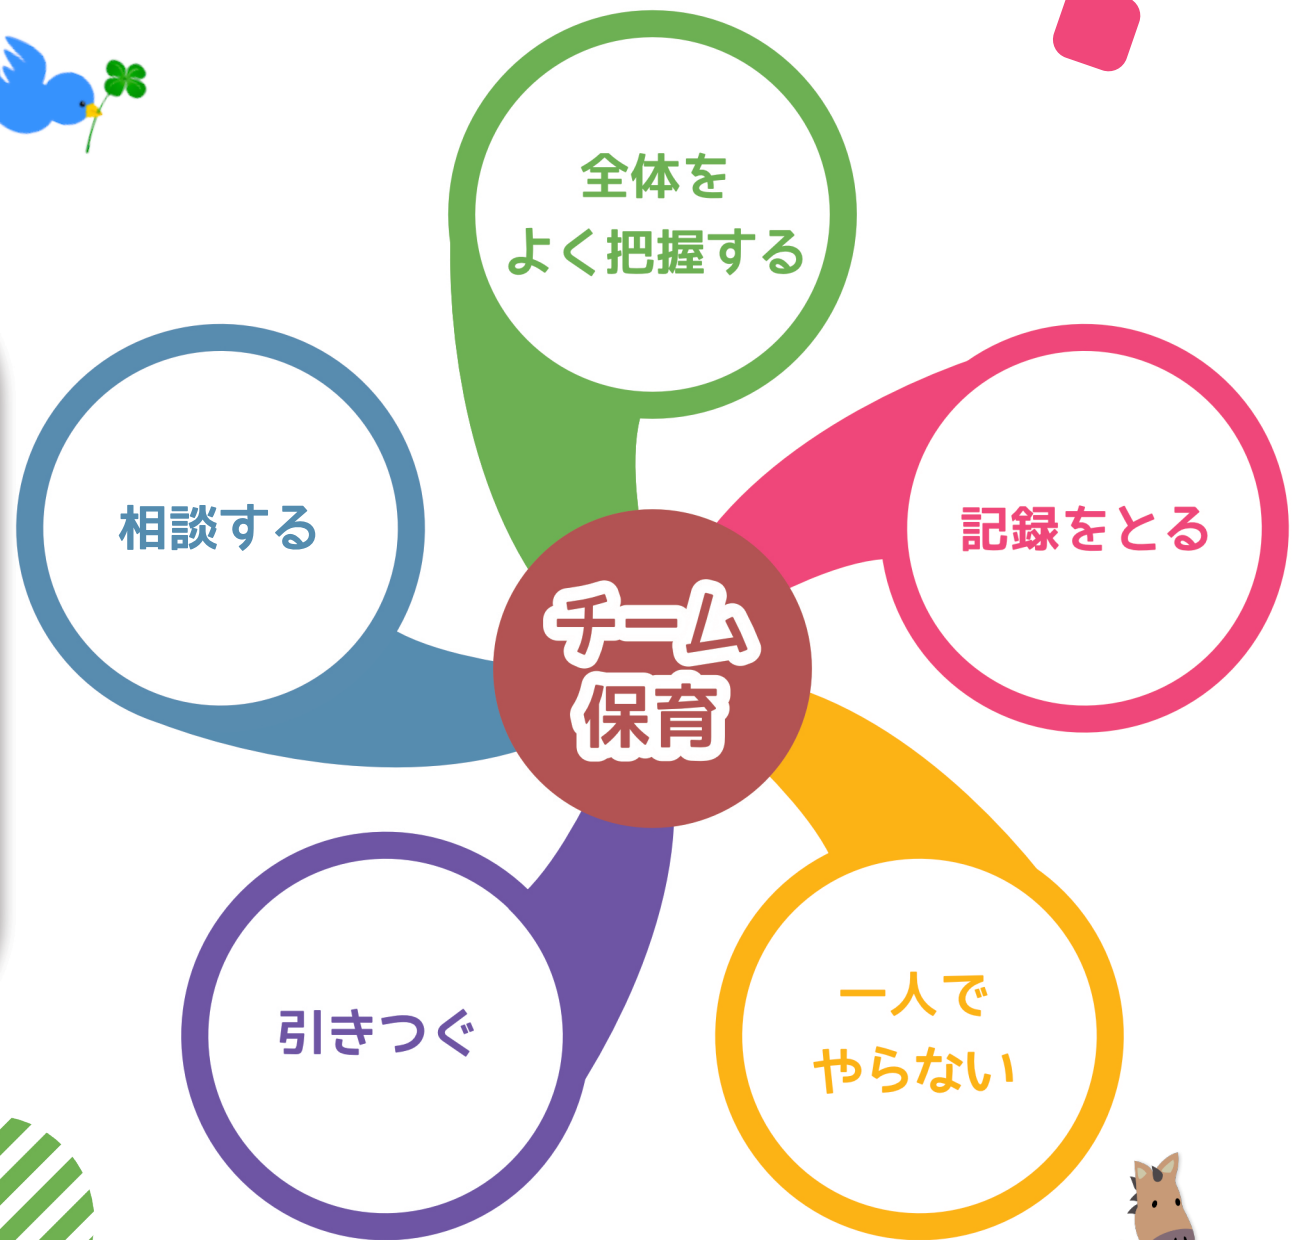 全体を
よく把握する
相談する
記録をとる
チーム
保育
引きつぐ
一人で
やらない